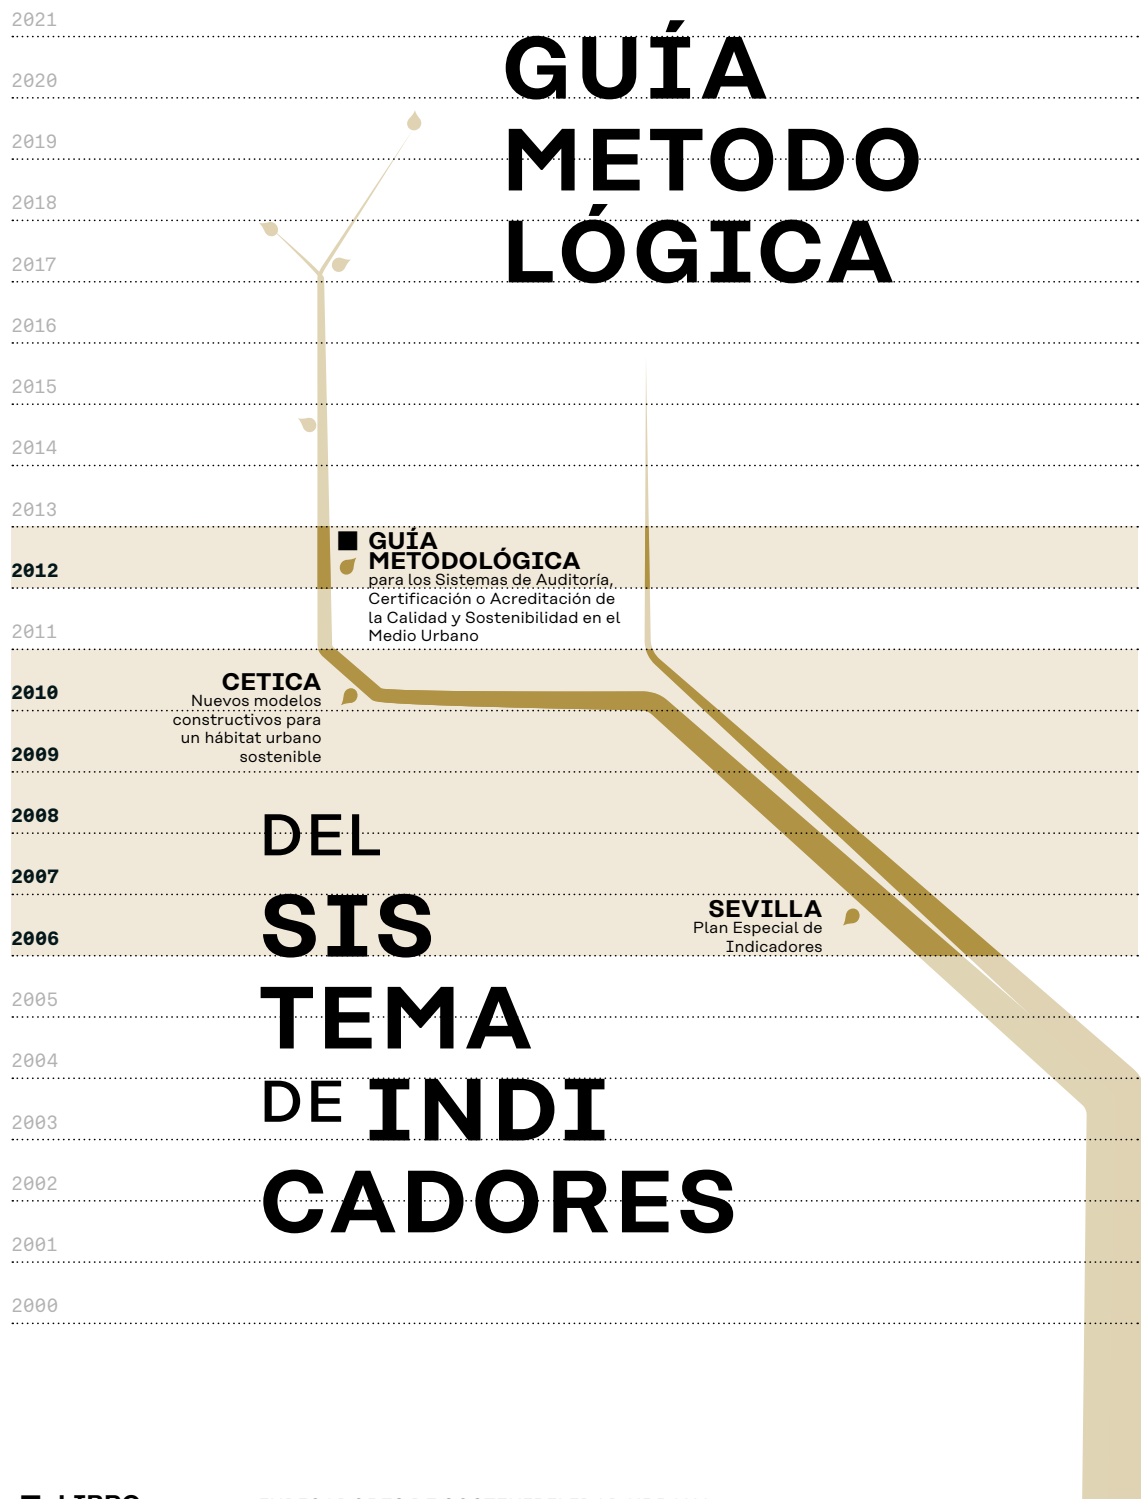 2021
GUÍA
2020
METODO
2019
2018
LÓGICA
2017
2016
2015
2014
2013
GUÍA
METODOLÓGICA
para los Sistemas de Auditoría,
Certificación o Acreditación de
la Calidad y Sostenibilidad en el
Medio Urbano
2012
2011
CETICA
Nuevos modelos
constructivos para
un hábitat urbano
sostenible
2010
2009
2008
DEL
2007
SIS
SEVILLA
Plan Especial de
Indicadores
2006
2005
TEMA
2004
DE INDI
2003
2002
CADORES
2001
2000
LIBRO